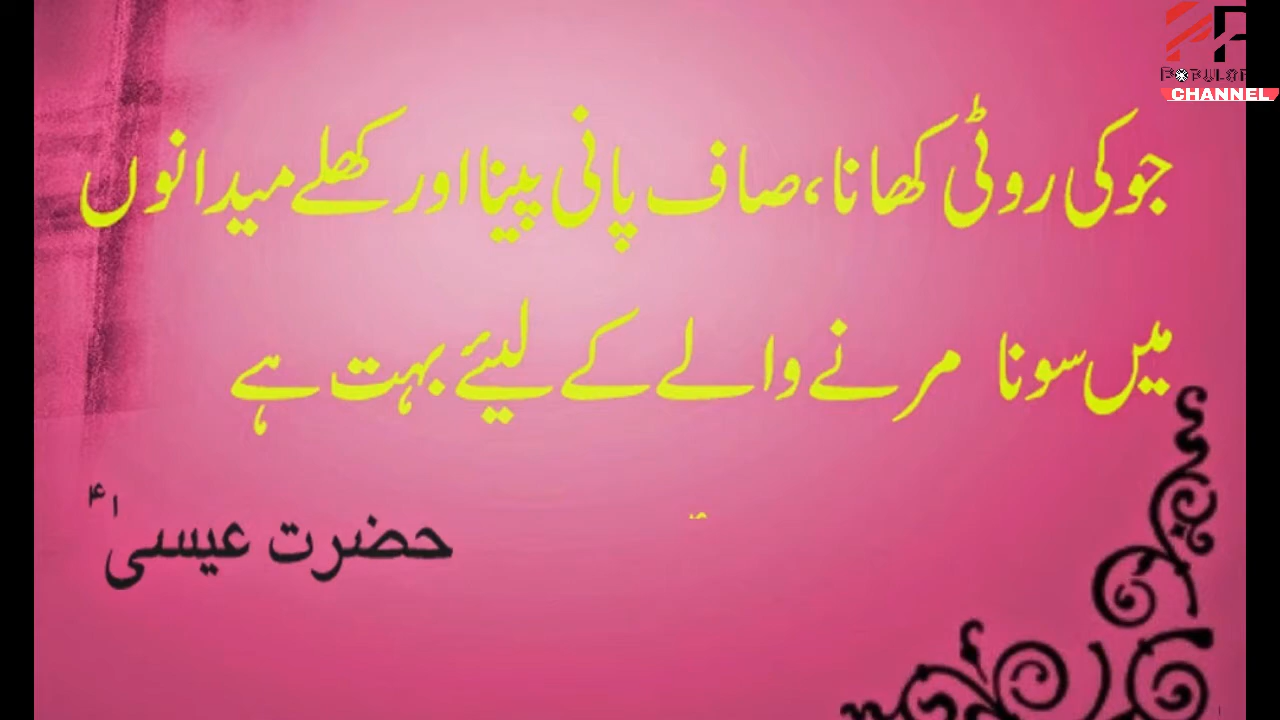 جو کی روٹی کھانا، صاف پانی پینا اور کھلے میدانوں
میں سونا مرنے والے کے لیئے بہت ہے
حضرت عیسیٰ ؑ
CHANNEL